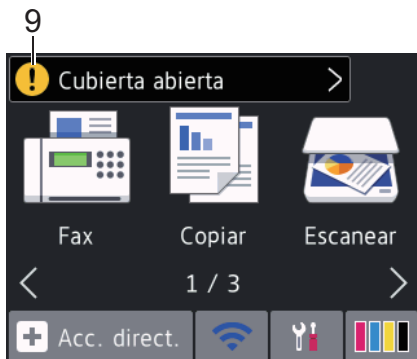 9
! Cubierta abierta >
Fax Copiar Escanear
< 1 / 3 >
+ Acc. direct.